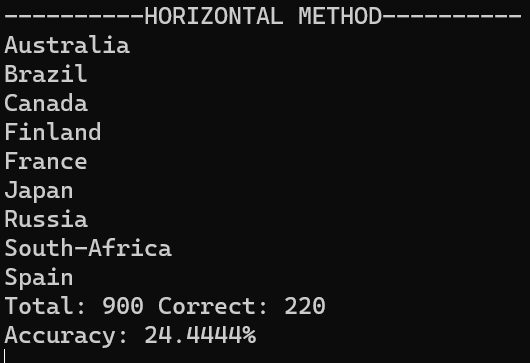 ----------HORIZONTAL METHOD----------
Australia
Brazil
Canada
Finland
France
Japan
Russia
South-Africa
Spain
Total: 900 Correct: 220
Accuracy: 24.4444%